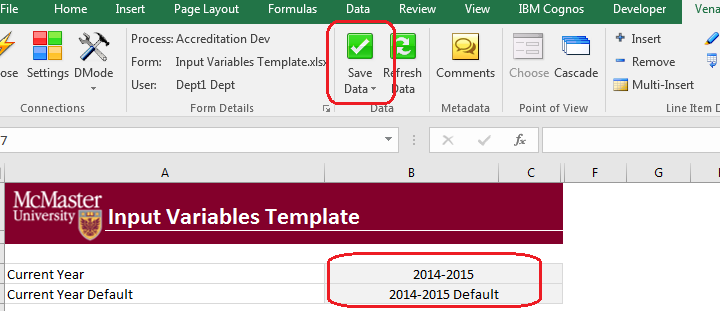 File Home Insert Page Layout Formulas Data Review View IBM Cognos Developer Vena
Process: Accreditation Dev
Form: Input Variables Template.xlsx
User: Dept1 Dept
Settings DMode
Save Data
Refresh Data
Comments
Choose Cascade
Insert
Remove
Multi-Insert
Connections Form Details Data Metadata Point of View Line Item D
7 fx
A B C F G H
McMaster
University
Input Variables Template
Current Year 2014-2015
Current Year Default 2014-2015 Default